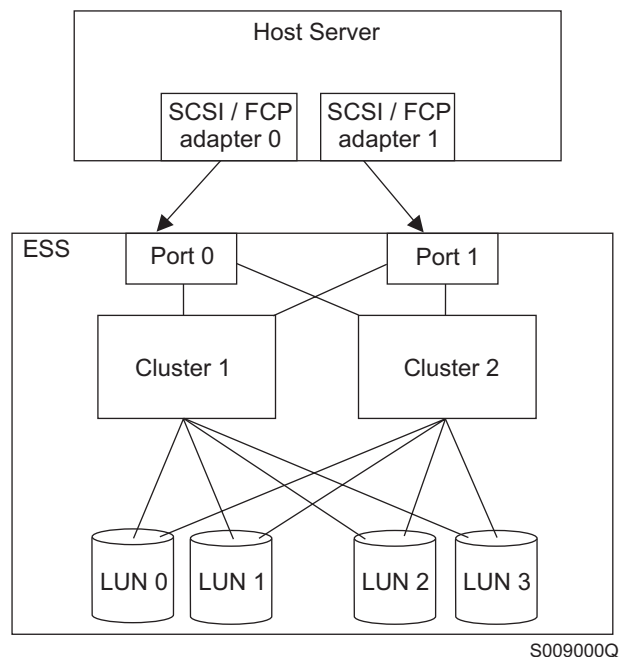 Host Server
SCSI / FCP
adapter 0
SCSI / FCP
adapter 1
ESS
Port 0
Port 1
Cluster 1
Cluster 2
LUN 0
LUN 1
LUN 2
LUN 3
S009000Q